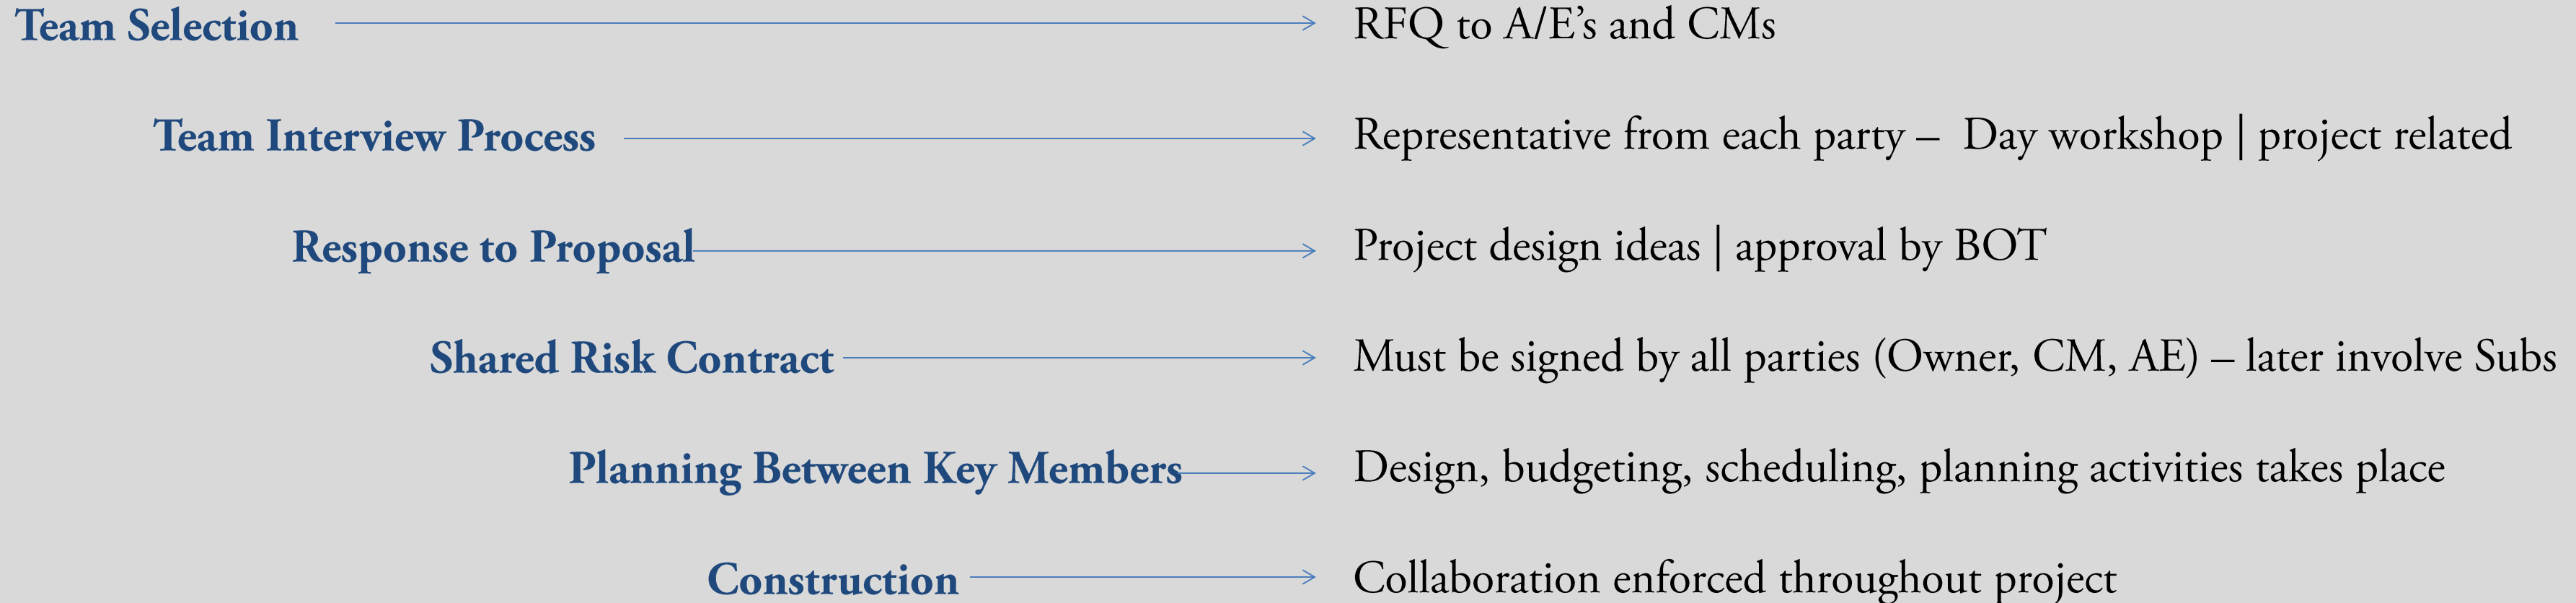 Team Selection RFQ to A/E’s and CMs
Team Interview Process Representative from each party – Day workshop | project related
Response to Proposal Project design ideas | approval by BOT
Shared Risk Contract Must be signed by all parties (Owner, CM, AE) – later involve Subs
Planning Between Key Members Design, budgeting, scheduling, planning activities takes place
Construction Collaboration enforced throughout project